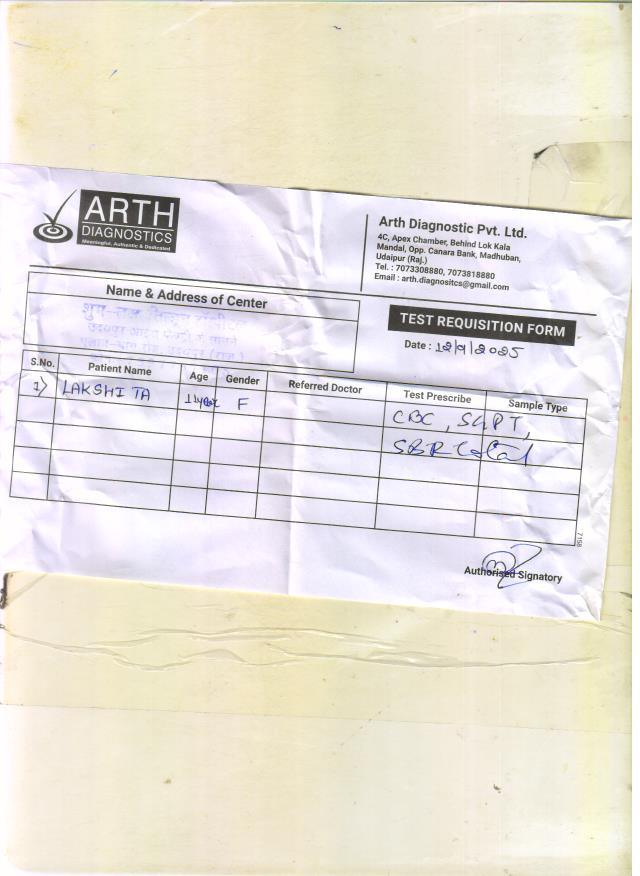 ARTH
DIAGNOSTICS
Meaningful, Authentic & Dedicated
Arth Diagnostic Pvt. Ltd.
4C, Apex Chamber, Behind Lok Kala
Mandal, Opp. Canara Bank, Madhuban,
Udaipur (Raj.)
Tel. : 7073308880, 7073818880
Email : arth.diagnositcs@gmail.com
Name & Address of Center
TEST REQUISITION FORM
Date : 12/9/2025
S.No. Patient Name Age Gender Referred Doctor Test Prescribe Sample Type
1) LAKSHITA F CBC, SGPT,
SBR total
7158
Authorised Signatory